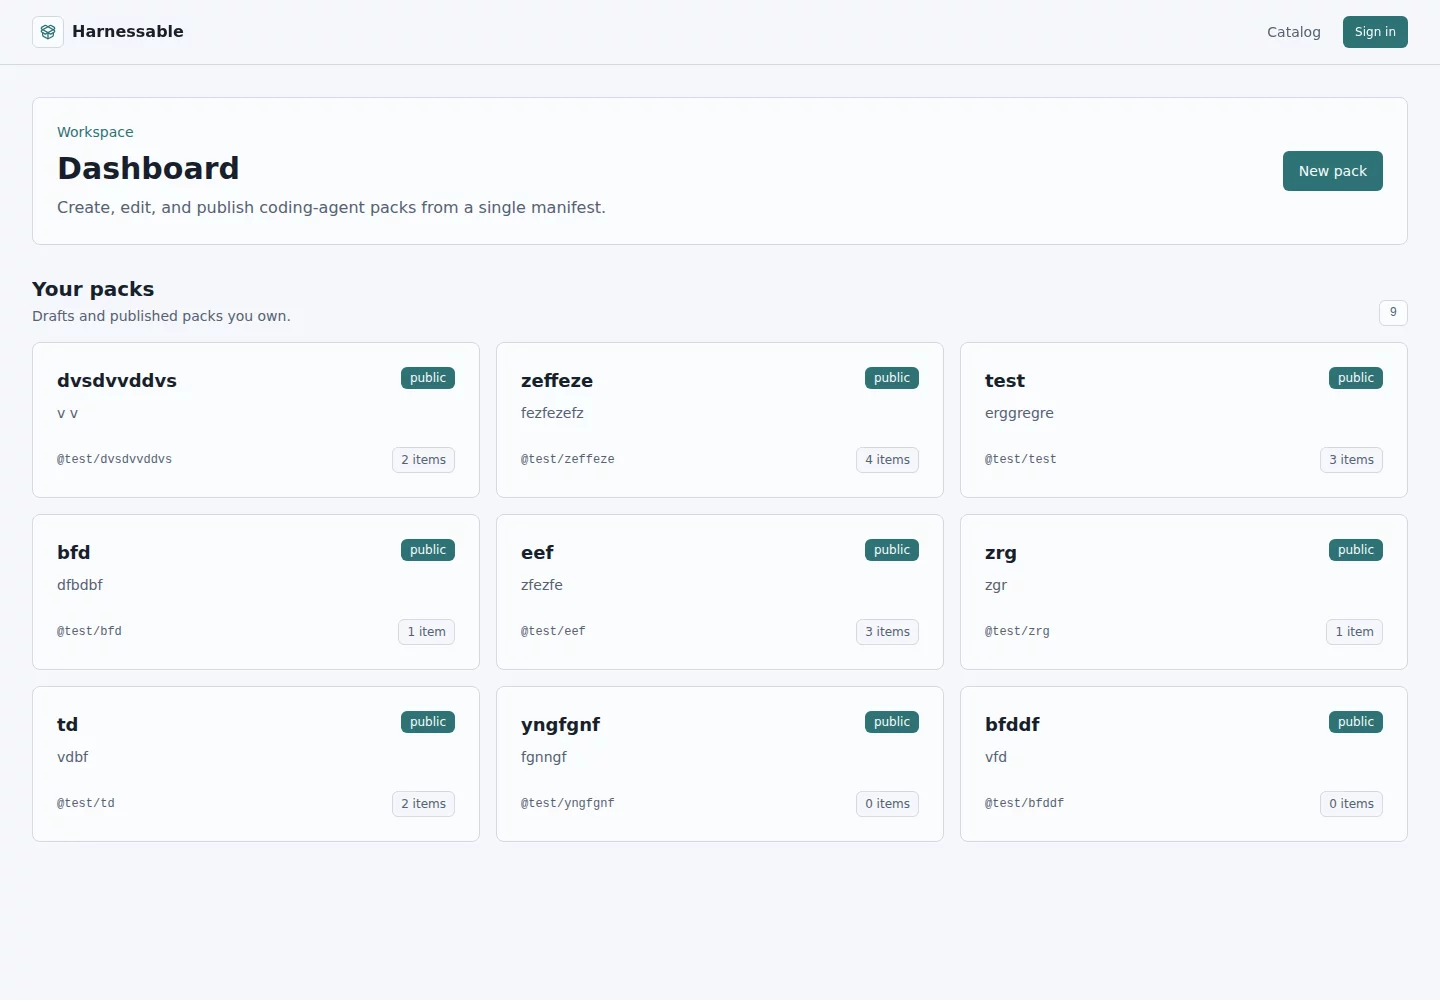 Harnessable
Catalog
Sign in
Workspace
Dashboard
Create, edit, and publish coding-agent packs from a single manifest.
New pack
Your packs
Drafts and published packs you own.
9
dvsdvvddvs
public
v v
@test/dvsdvvddvs
2 items
zeffeze
public
fezfezefz
@test/zeffeze
4 items
test
public
erggregre
@test/test
3 items
bfd
public
dfbdbf
@test/bfd
1 item
eef
public
zfezfe
@test/eef
3 items
zrg
public
zgr
@test/zrg
1 item
td
public
vdbf
@test/td
2 items
yngfgnf
public
fgnngf
@test/yngfgnf
0 items
bfddf
public
vfd
@test/bfddf
0 items